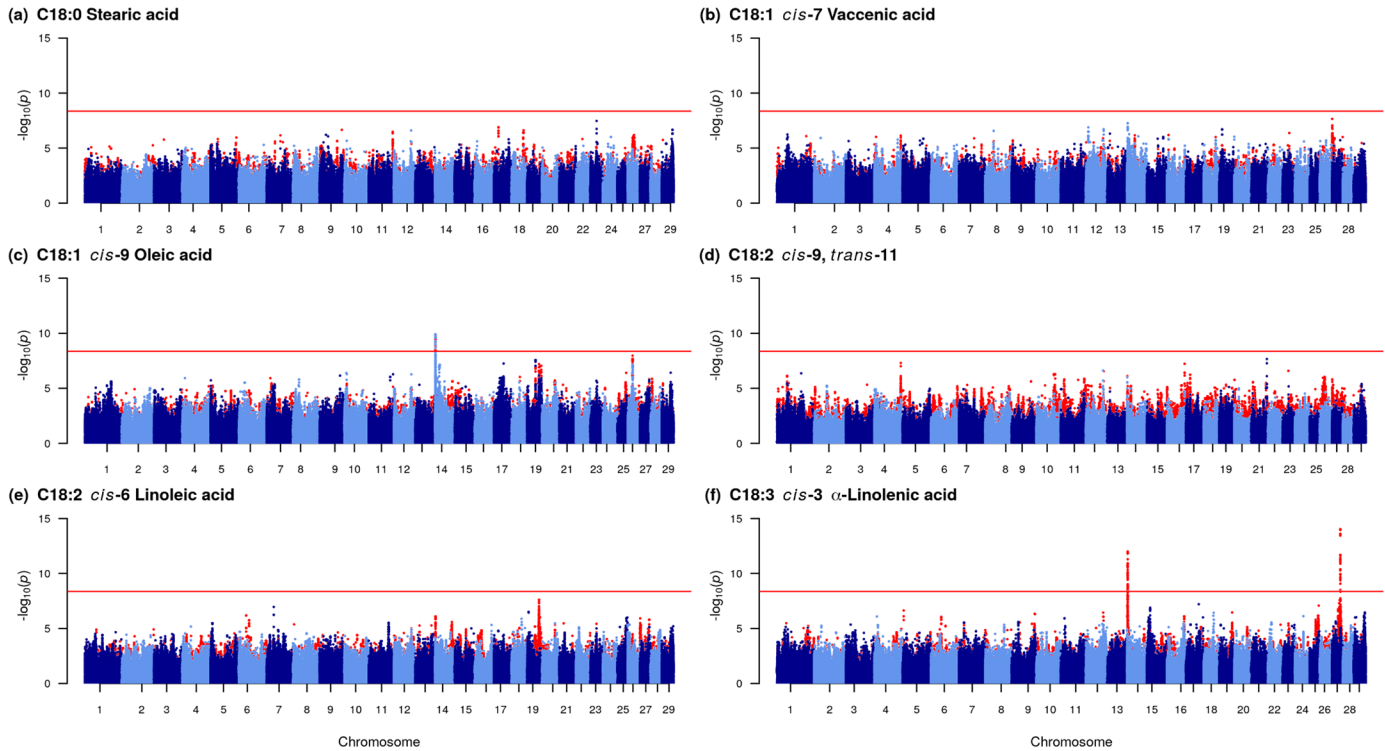 (a) C18:0 Stearic acid
15
10
5
0
-log10(p)
1 2 3 4 5 6 7 8 9 10 11 12 13 14 16 18 20 22 24 27 29
(b) C18:1 cis-7 Vaccenic acid
15
10
5
0
-log10(p)
1 2 3 4 5 6 7 8 9 10 11 12 13 14 15 17 19 21 23 25 28
(c) C18:1 cis-9 Oleic acid
15
10
5
0
-log10(p)
1 2 3 4 5 6 7 8 9 10 11 12 14 15 17 19 21 23 25 27 29
(d) C18:2 cis-9, trans-11
15
10
5
0
-log10(p)
1 2 3 4 5 6 7 8 9 10 11 13 14 15 16 18 20 23 25 28
(e) C18:2 cis-6 Linoleic acid
15
10
5
0
-log10(p)
1 2 3 4 5 6 7 8 9 10 11 12 14 15 16 19 21 23 25 27 29
Chromosome
(f) C18:3 cis-3 α-Linolenic acid
15
10
5
0
-log10(p)
1 2 3 4 5 6 7 8 9 10 11 13 14 15 16 18 20 22 24 26 28
Chromosome